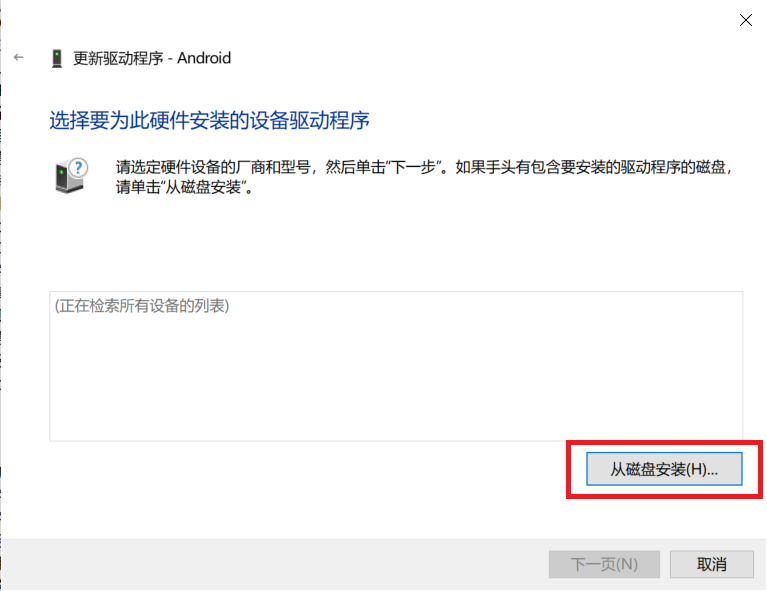 更新驱动程序 - Android
选择要为此硬件安装的设备驱动程序
请选定硬件设备的厂商和型号，然后单击“下一步”。如果手头有包含要安装的驱动程序的磁盘，
请单击“从磁盘安装”。
(正在检索所有设备的列表)
从磁盘安装(H)...
下一页(N)
取消